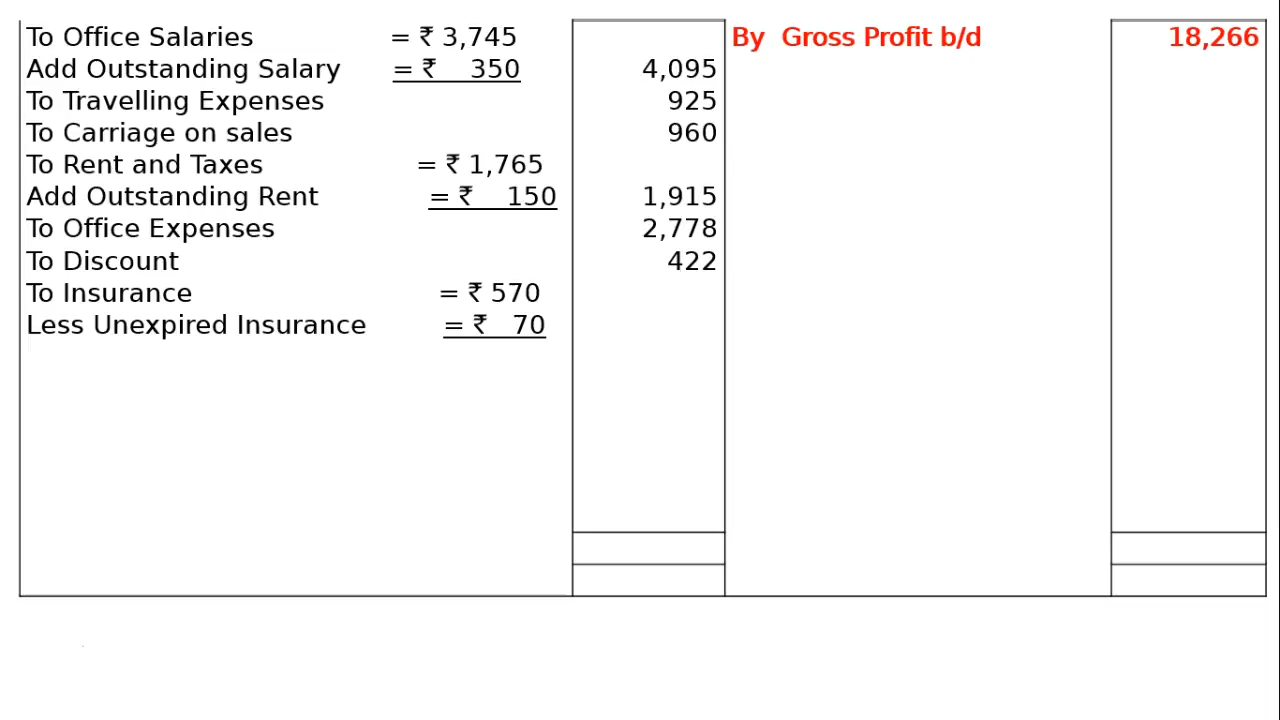 To Office Salaries = ₹ 3,745 By Gross Profit b/d 18,266
Add Outstanding Salary = ₹ 350 4,095
To Travelling Expenses 925
To Carriage on sales 960
To Rent and Taxes = ₹ 1,765
Add Outstanding Rent = ₹ 150 1,915
To Office Expenses 2,778
To Discount 422
To Insurance = ₹ 570
Less Unexpired Insurance = ₹ 70